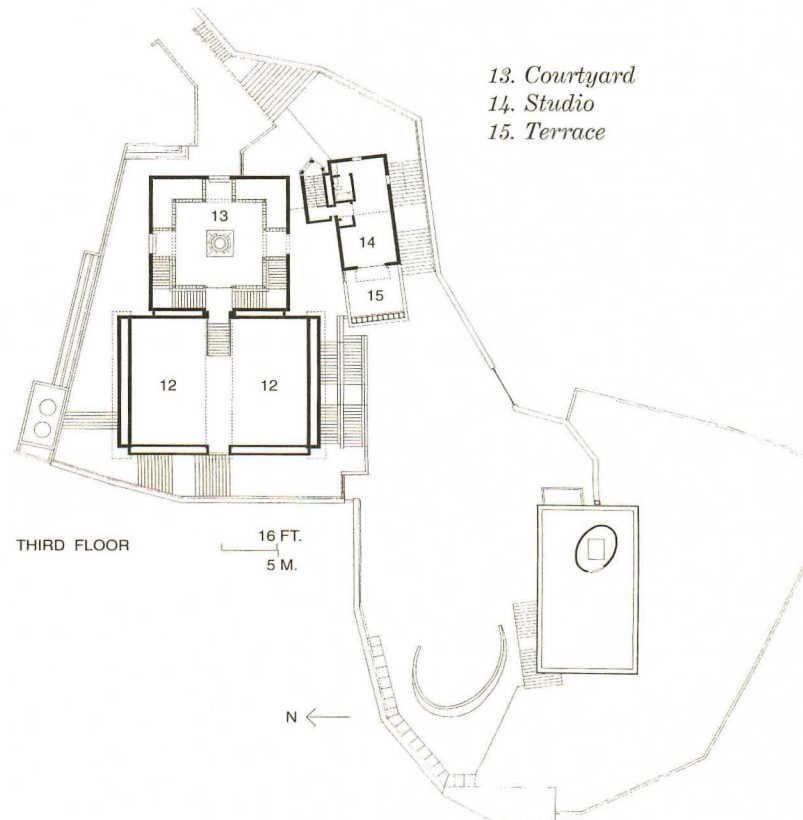 13. Courtyard
14. Studio
15. Terrace
13
14
15
12 12
THIRD FLOOR
16 FT.
5 M.
N